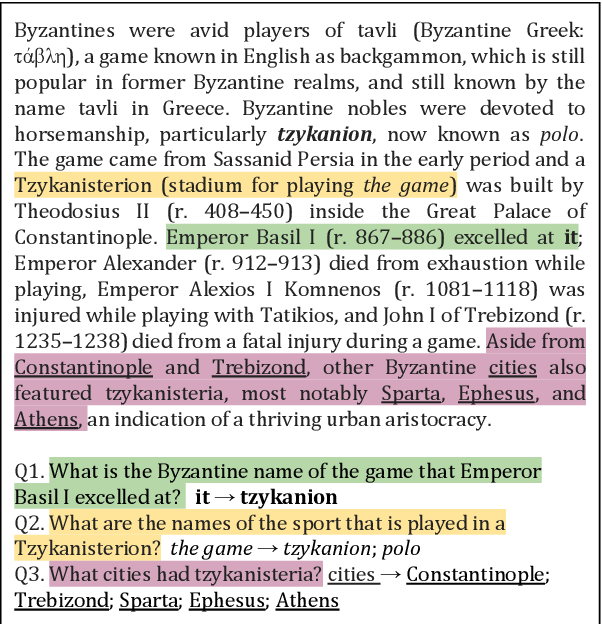 Byzantines were avid players of tavli (Byzantine Greek:
τάβλη), a game known in English as backgammon, which is still
popular in former Byzantine realms, and still known by the
name tavli in Greece. Byzantine nobles were devoted to
horsemanship, particularly tzykanion, now known as polo.
The game came from Sassanid Persia in the early period and a
Tzykanisterion (stadium for playing the game) was built by
Theodosius II (r. 408–450) inside the Great Palace of
Constantinople. Emperor Basil I (r. 867–886) excelled at it;
Emperor Alexander (r. 912–913) died from exhaustion while
playing, Emperor Alexios I Komnenos (r. 1081–1118) was
injured while playing with Tatikios, and John I of Trebizond (r.
1235–1238) died from a fatal injury during a game. Aside from
Constantinople and Trebizond, other Byzantine cities also
featured tzykanisteria, most notably Sparta, Ephesus, and
Athens, an indication of a thriving urban aristocracy.
Q1. What is the Byzantine name of the game that Emperor
Basil I excelled at? it → tzykanion
Q2. What are the names of the sport that is played in a
Tzykanisterion? the game → tzykanion; polo
Q3. What cities had tzykanisteria? cities → Constantinople;
Trebizond; Sparta; Ephesus; Athens